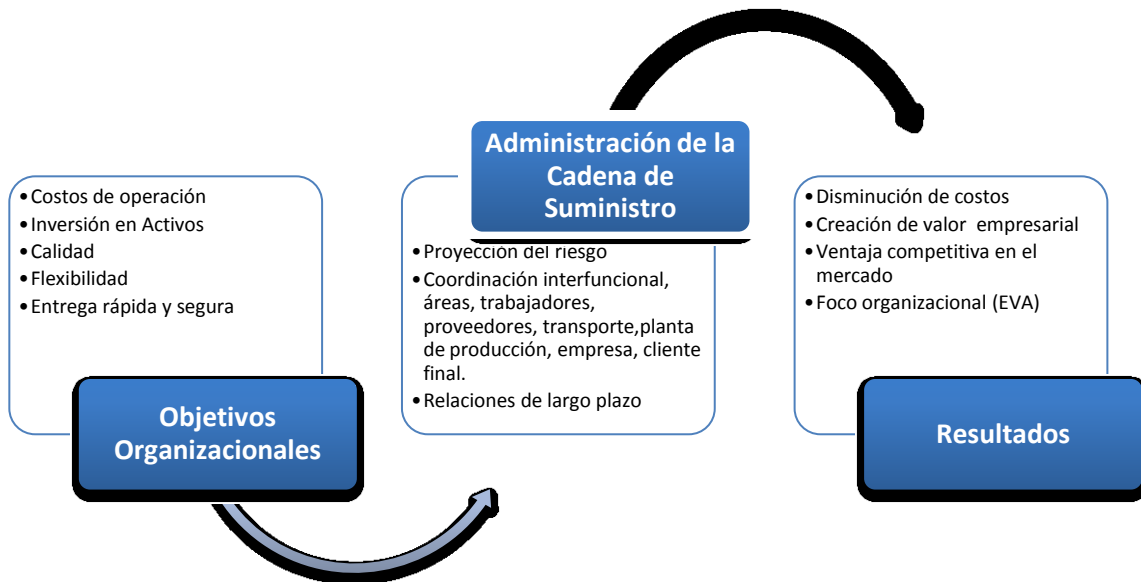 • Costos de operación
• Inversión en Activos
• Calidad
• Flexibilidad
• Entrega rápida y segura
Objetivos
Organizacionales
Administración de la
Cadena de
Suministro
• Proyección del riesgo
• Coordinación interfuncional,
áreas, trabajadores,
proveedores, transporte,planta
de producción, empresa, cliente
final.
• Relaciones de largo plazo
• Disminución de costos
• Creación de valor empresarial
• Ventaja competitiva en el
mercado
• Foco organizacional (EVA)
Resultados